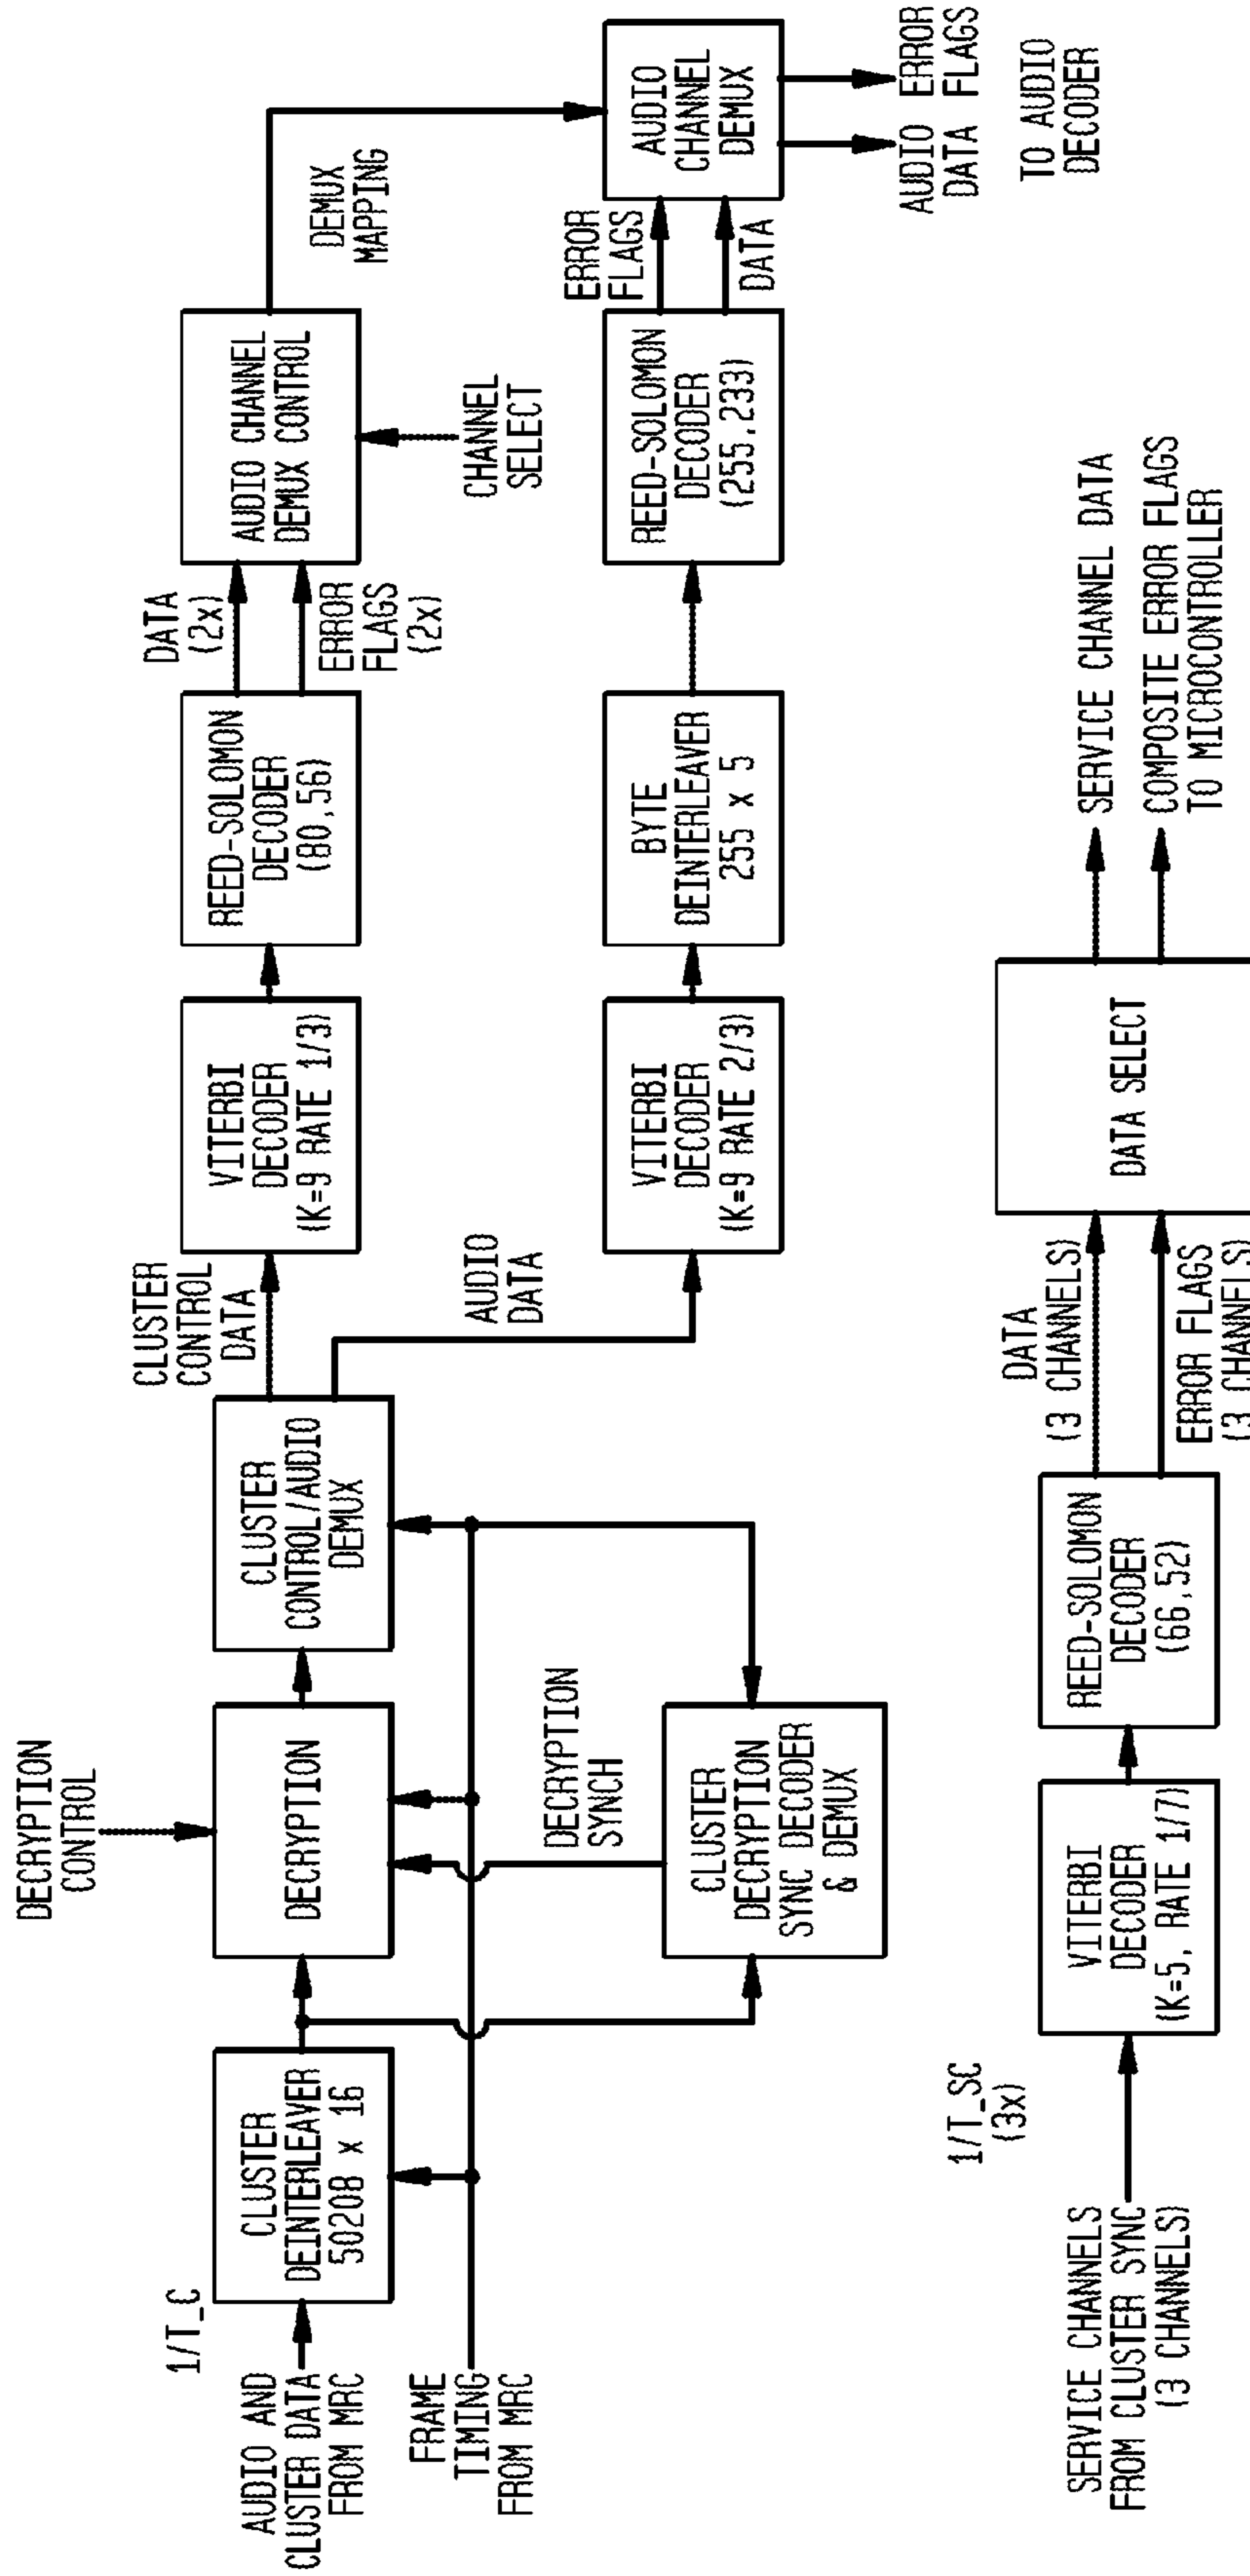 DECRYPTION
CONTROL
1/T_C
AUDIO AND
CLUSTER DATA
FROM MRC
CLUSTER
DEINTERLEAVER
50208 x 16
DECRYPTION
CLUSTER
CONTROL/AUDIO
DEMUX
CLUSTER
CONTROL
DATA
VITERBI
DECODER
(K=9 RATE 1/3)
REED-SOLOMON
DECODER
(80,56)
DATA
(2x)
ERROR
FLAGS
(2x)
AUDIO CHANNEL
DEMUX CONTROL
DEMUX
MAPPING
CHANNEL
SELECT
FRAME
TIMING
FROM MRC
DECRYPTION
SYNCH
CLUSTER
DECRYPTION
SYNC DECODER
& DEMUX
AUDIO
DATA
VITERBI
DECODER
(K=9 RATE 2/3)
BYTE
DEINTERLEAVER
255 x 5
REED-SOLOMON
DECODER
(255,233)
ERROR
FLAGS
DATA
AUDIO
CHANNEL
DEMUX
AUDIO
DATA
ERROR
FLAGS
TO AUDIO
DECODER
1/T_SC
(3x)
SERVICE CHANNELS
FROM CLUSTER SYNC
(3 CHANNELS)
VITERBI
DECODER
(K=5, RATE 1/7)
REED-SOLOMON
DECODER
(66,52)
DATA
(3 CHANNELS)
ERROR FLAGS
(3 CHANNELS)
DATA SELECT
SERVICE CHANNEL DATA
COMPOSITE ERROR FLAGS
TO MICROCONTROLLER